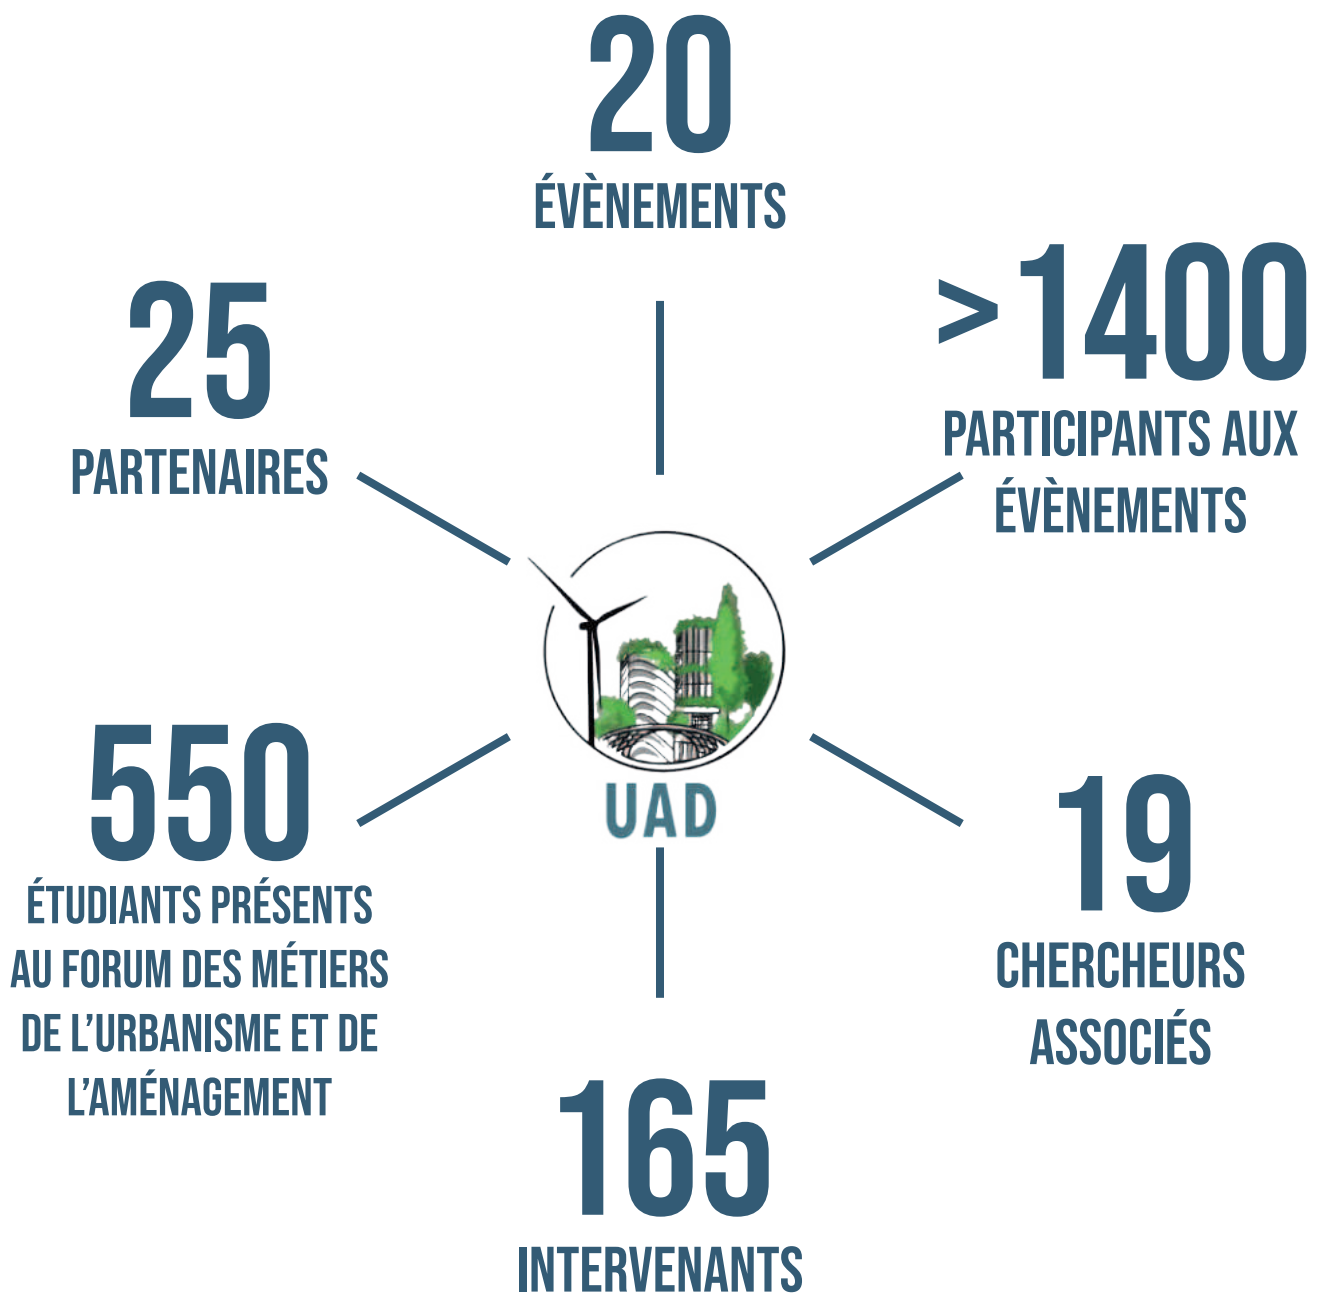 20
ÉVÈNEMENTS
>1400
PARTICIPANTS AUX
ÉVÈNEMENTS
25
PARTENAIRES
UAD
550
ÉTUDIANTS PRÉSENTS
AU FORUM DES MÉTIERS
DE L'URBANISME ET DE
L'AMÉNAGEMENT
19
CHERCHEURS
ASSOCIÉS
165
INTERVENANTS